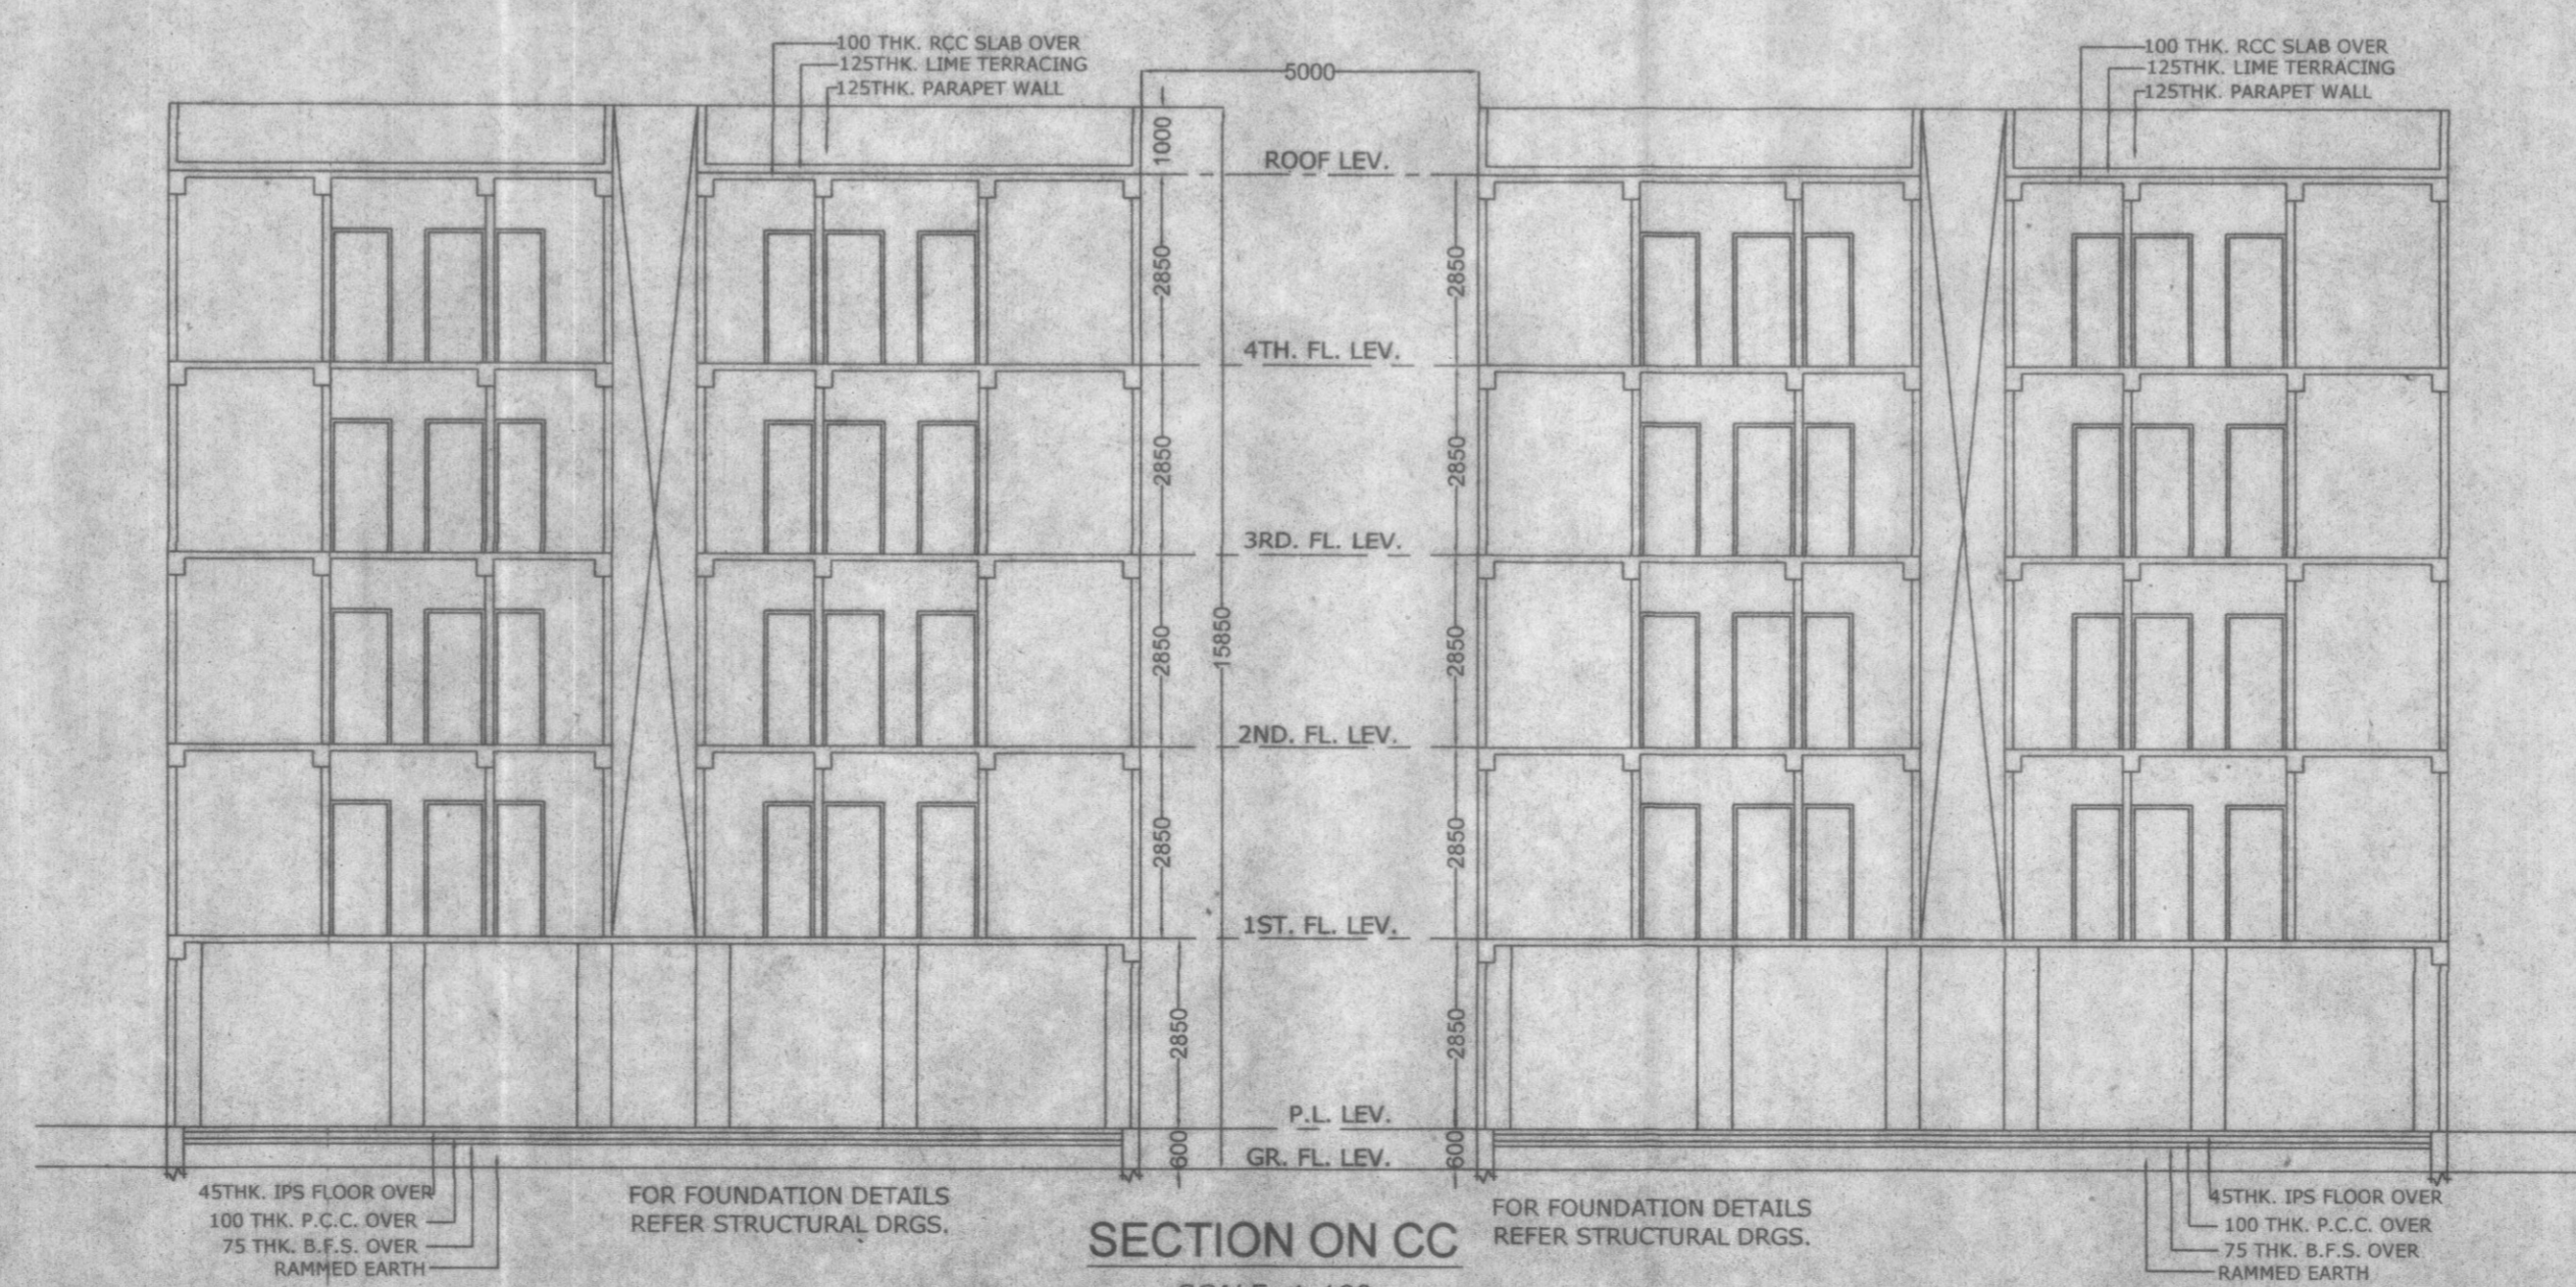 100 THK. RCC SLAB OVER
125THK. LIME TERRACING
125THK. PARAPET WALL
5000
100 THK. RCC SLAB OVER
125THK. LIME TERRACING
125THK. PARAPET WALL
1000
ROOF LEV.
2850
2850
4TH. FL. LEV.
2850
2850
3RD. FL. LEV.
15850
2850
2850
2ND. FL. LEV.
2850
2850
1ST. FL. LEV.
2850
2850
P.L. LEV.
600
600
GR. FL. LEV.
45THK. IPS FLOOR OVER
100 THK. P.C.C. OVER
75 THK. B.F.S. OVER
RAMMED EARTH
FOR FOUNDATION DETAILS
REFER STRUCTURAL DRGS.
SECTION ON CC
FOR FOUNDATION DETAILS
REFER STRUCTURAL DRGS.
45THK. IPS FLOOR OVER
100 THK. P.C.C. OVER
75 THK. B.F.S. OVER
RAMMED EARTH